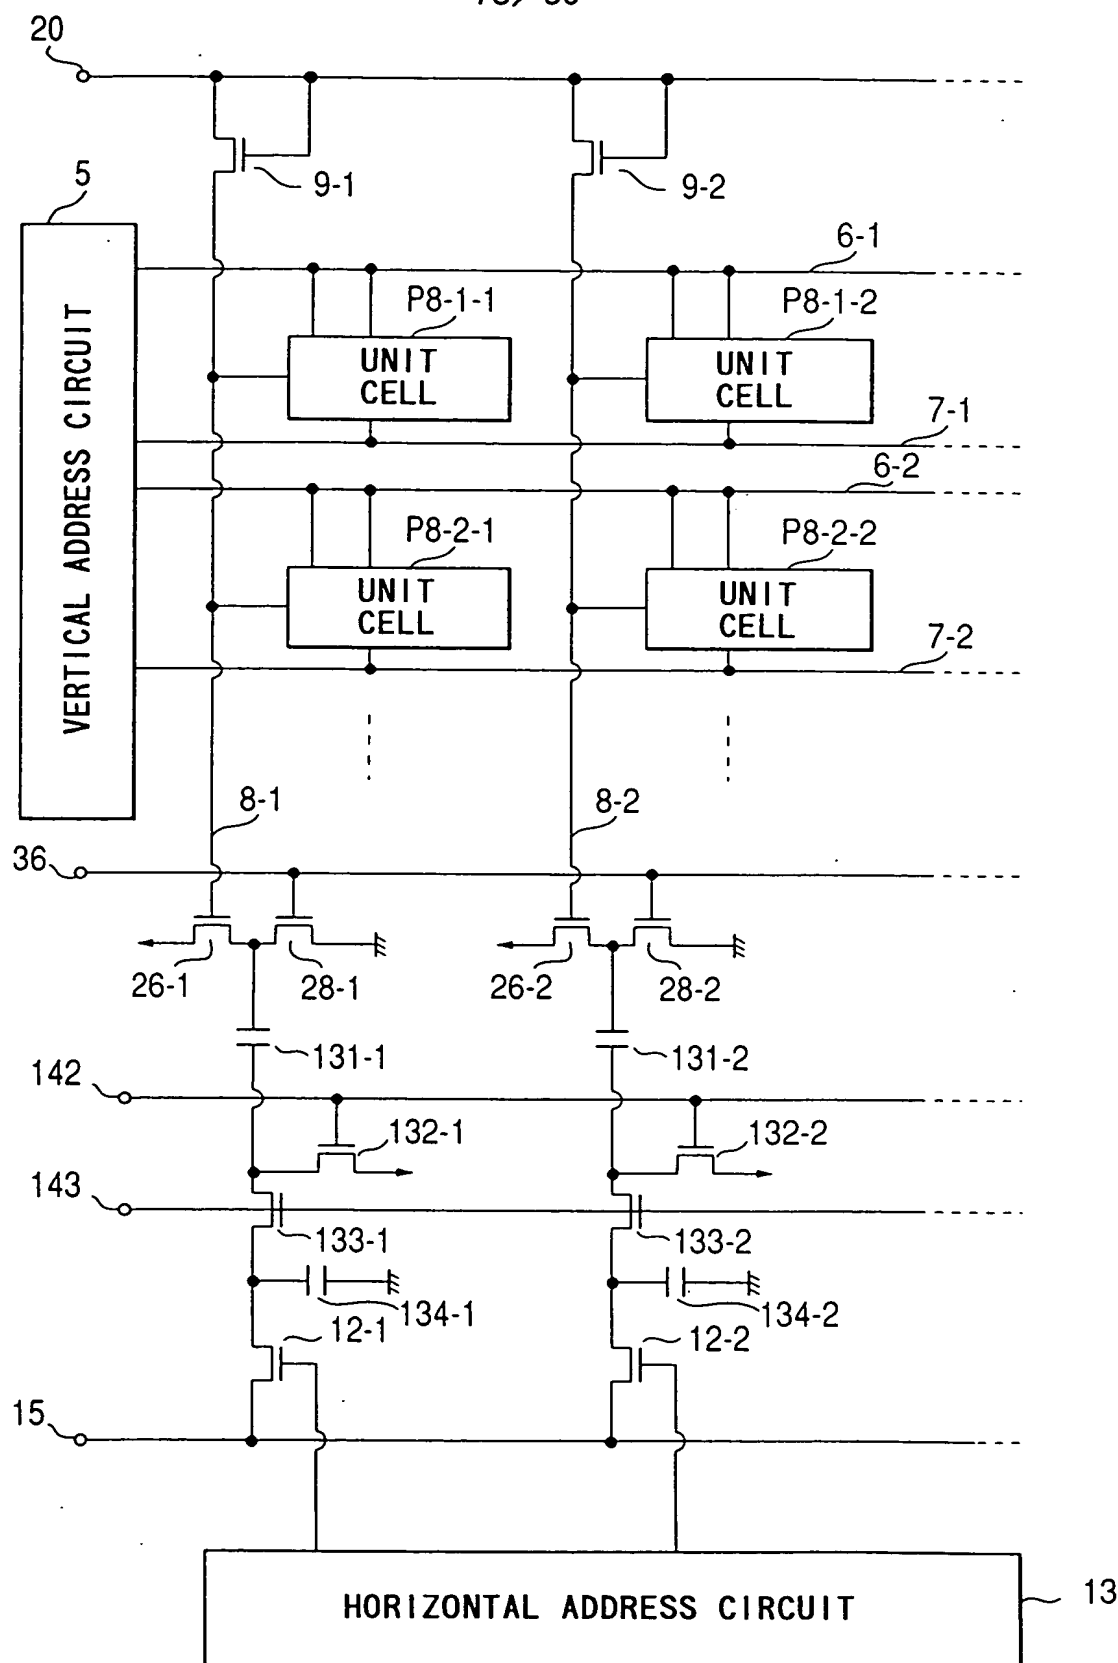 20
9-1
9-2
5
VERTICAL ADDRESS CIRCUIT
6-1
P8-1-1
P8-1-2
UNIT
CELL
UNIT
CELL
7-1
6-2
P8-2-1
P8-2-2
UNIT
CELL
UNIT
CELL
7-2
8-1
8-2
36
26-1
28-1
26-2
28-2
131-1
131-2
142
132-1
132-2
143
133-1
133-2
134-1
134-2
12-1
12-2
15
HORIZONTAL ADDRESS CIRCUIT
13